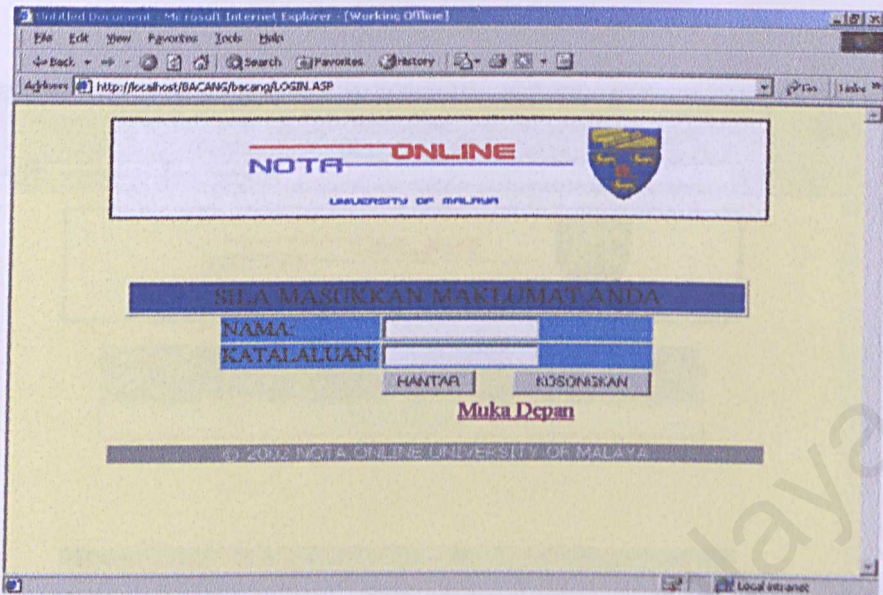 Untitled Document - Microsoft Internet Explorer - [Working Offline]
File Edit View Favorites Tools Help
Back Search Favorites History
Address http://localhost/BACANG/bacang/LOGIN.ASP Go Links »
ONLINE
NOTA
UNIVERSITY OF MALAYA
SILA MASUKKAN MAKLUMAT ANDA
NAMA:
KATALALUAN:
HANTAR KOSONGKAN
Muka Depan
© 2002 NOTA ONLINE UNIVERSITY OF MALAYA
Local intranet
laya